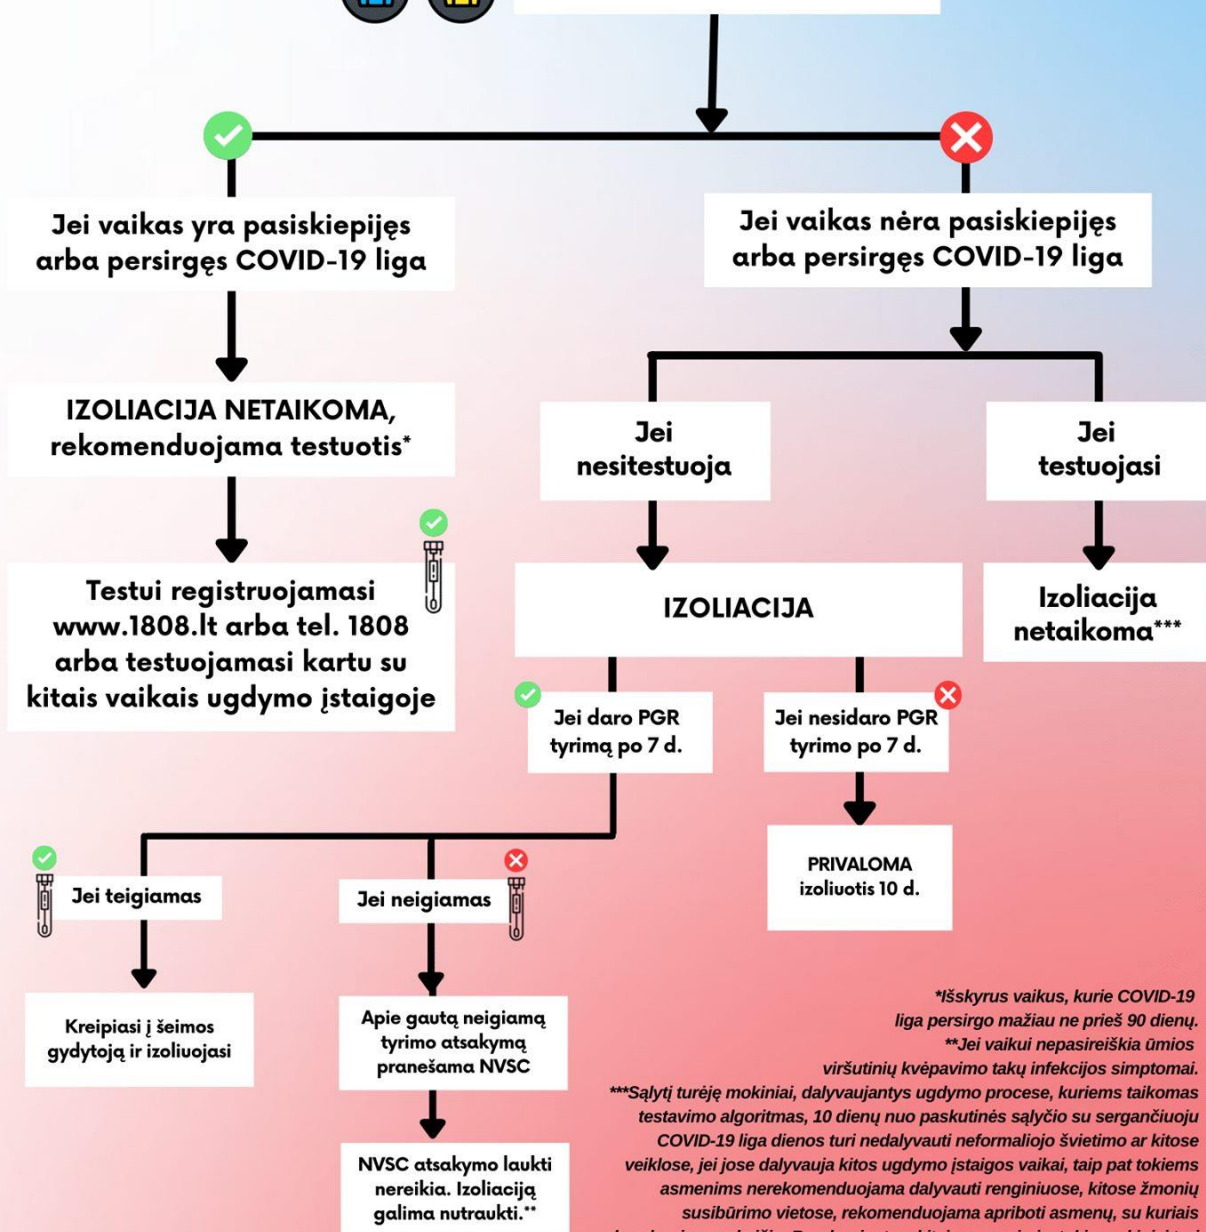 Jei vaikas yra pasiskiepijęs
arba persirgęs COVID-19 liga
Jei vaikas nėra pasiskiepijęs
arba persirgęs COVID-19 liga
IZOLIACIJA NETAIKOMA,
rekomenduojama testuotis*
Jei
nesitestuoja
Jei
testuojasi
Testui registruojamasi
www.1808.lt arba tel. 1808
arba testuojamasi kartu su
kitais vaikais ugdymo įstaigoje
IZOLIACIJA
Izoliacija
netaikoma***
Jei daro PGR
tyrimą po 7 d.
Jei nesidaro PGR
tyrimo po 7 d.
PRIVALOMA
izoliuotis 10 d.
Jei teigiamas
Jei neigiamas
Kreipiasi į šeimos
gydytoją ir izoliuojasi
Apie gautą neigiamą
tyrimo atsakymą
pranešama NVSC
NVSC atsakymo laukti
nereikia. Izoliaciją
galima nutraukti.**
*Išskyrus vaikus, kurie COVID-19
liga persirgo mažiau ne prieš 90 dienų.
**Jei vaikui nepasireiškia ūmios
viršutinių kvėpavimo takų infekcijos simptomai.
***Sąlytį turėję mokiniai, dalyvaujantys ugdymo procese, kuriems taikomas
testavimo algoritmas, 10 dienų nuo paskutinės sąlyčio su sergančiuoju
COVID-19 liga dienos turi nedalyvauti neformaliojo švietimo ar kitose
veiklose, jei jose dalyvauja kitos ugdymo įstaigos vaikai, taip pat tokiems
asmenims nerekomenduojama dalyvauti renginiuose, kitose žmonių
susibūrimo vietose, rekomenduojama apriboti asmenų, su kuriais